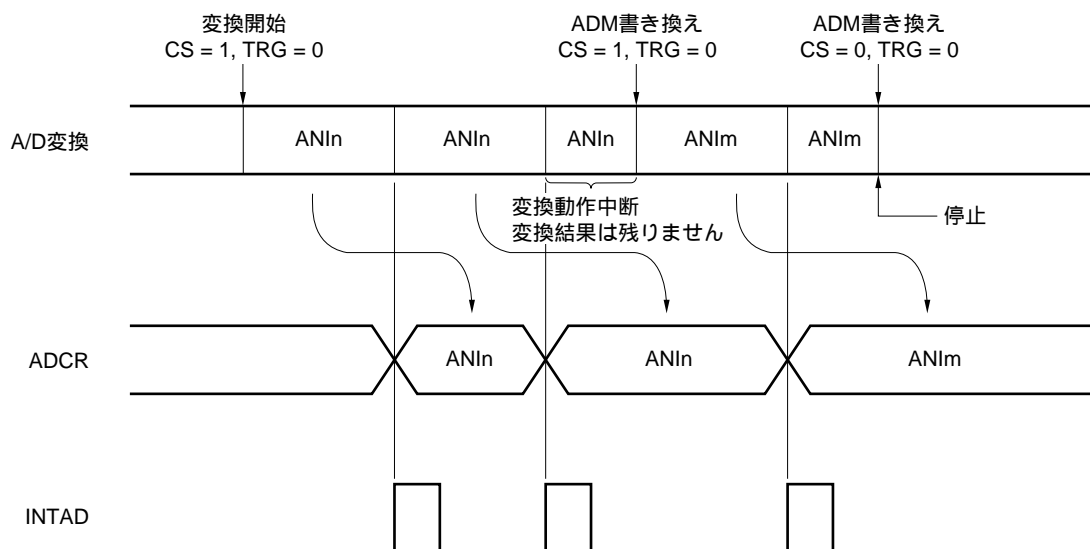 変換開始
CS = 1, TRG = 0
ADM書き換え
CS = 1, TRG = 0
ADM書き換え
CS = 0, TRG = 0
A/D変換
ANIn
ANIn
ANIn
ANIm
ANIm
変換動作中断
変換結果は残りません
停止
ADCR
ANIn
ANIn
ANIm
INTAD